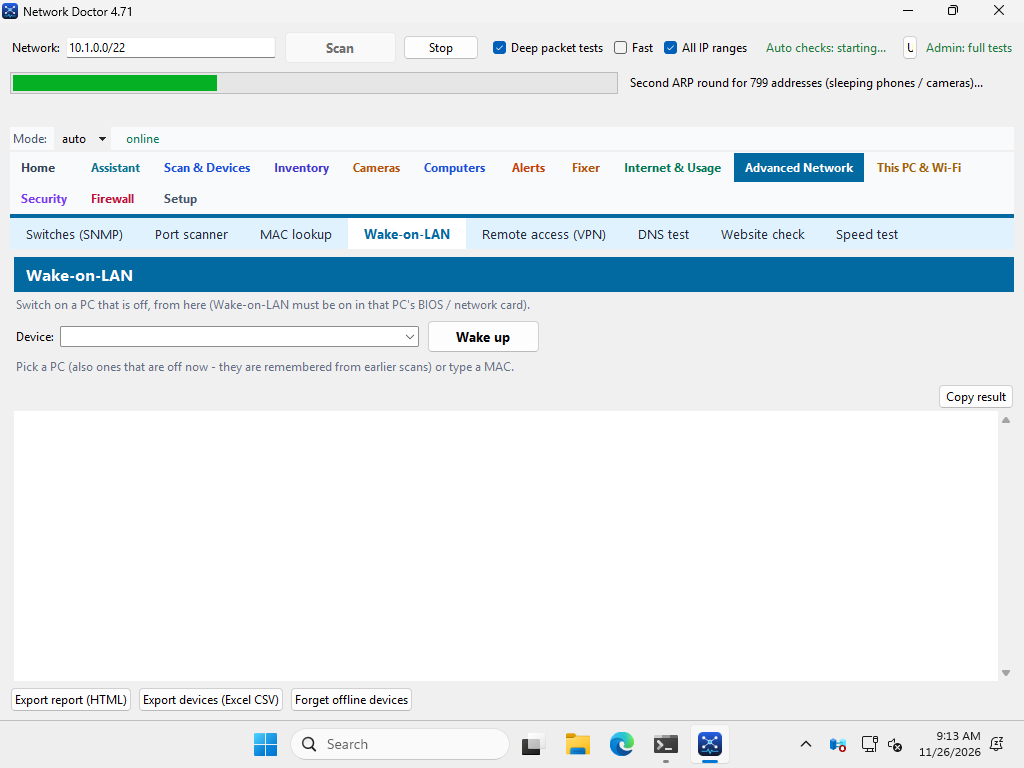 Network Doctor 4.71
Network: 10.1.0.0/22 Scan Stop Deep packet tests Fast All IP ranges Auto checks: starting... Admin: full tests
Second ARP round for 799 addresses (sleeping phones / cameras)...
Mode: auto online
Home Assistant Scan & Devices Inventory Cameras Computers Alerts Fixer Internet & Usage Advanced Network This PC & Wi-Fi
Security Firewall Setup
Switches (SNMP) Port scanner MAC lookup Wake-on-LAN Remote access (VPN) DNS test Website check Speed test
Wake-on-LAN
Switch on a PC that is off, from here (Wake-on-LAN must be on in that PC's BIOS / network card).
Device: Wake up
Pick a PC (also ones that are off now - they are remembered from earlier scans) or type a MAC.
Copy result
Export report (HTML) Export devices (Excel CSV) Forget offline devices
Search
9:13 AM
11/26/2026